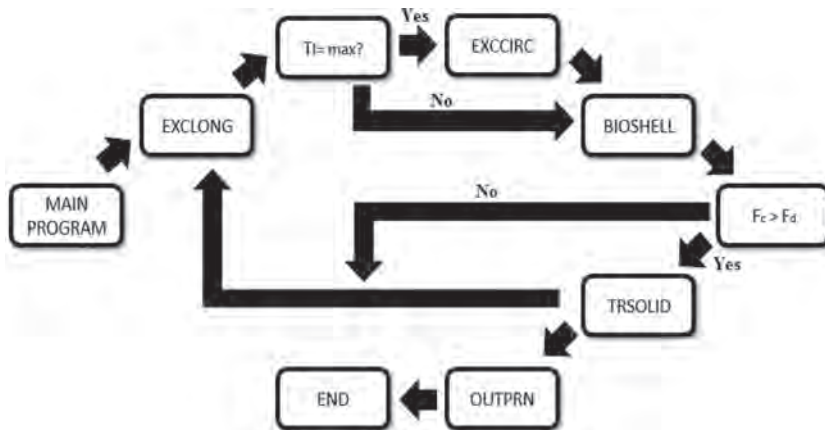 Yes
Tl= max?
EXCCIRC
No
EXCLONG
BIOSHELL
No
MAIN
PROGRAM
Fc > Fd
Yes
TRSOLID
END
OUTPRN